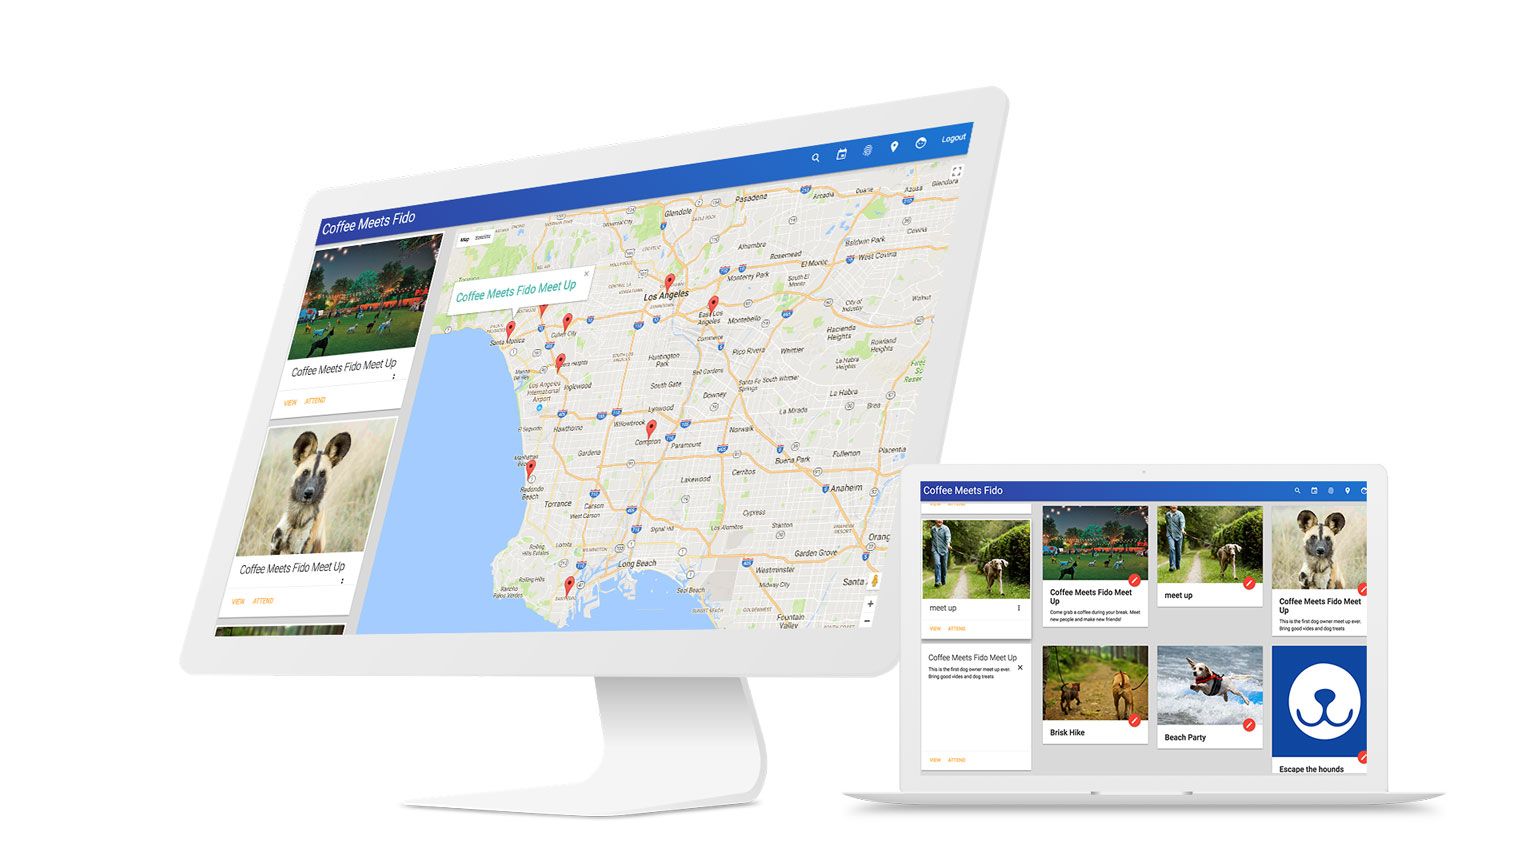 Coffee Meets Fido
Logout
Coffee Meets Fido Meet Up
VIEW ATTEND
Coffee Meets Fido Meet Up
VIEW ATTEND
Map Satellite
Coffee Meets Fido Meet Up
Glendale
Pasadena
Arcadia
Duarte
Azusa
Glendora
Alhambra
Rosemead
El Monte
Baldwin Park
West Covina
Covina
Monterey Park
South El
Monte
Los Angeles
East Los
Angeles
Montebello
City of
Industry
Walnut
Hacienda
Heights
Rowland
Heights
Santa Monica
Culver City
Commerce
Huntington
Park
Pico Rivera
Whittier
La Habra
Heights
Los Angeles
International
Airport
Inglewood
Bell Gardens
South Gate
Downey
Santa Fe
Springs
South Whittier
La Habra
Brea
La Mirada
El Segundo
Hawthorne
Willowbrook
Lynwood
Compton
Paramount
Norwalk
Buena Park
Fullerton
Placentia
Gardena
Manhattan
Beach
Redondo
Beach
Lakewood
Cerritos
Anaheim
Torrance
Carson
West Carson
Cypress
Stanton
Los Alamitos
Signal Hill
Lomita
Rolling
Hills Estates
Rolling Hills
Rancho
Palos Verdes
Long Beach
Garden Grove
Westminster
Midway City
Seal Beach
Fountain
Valley
Orang
Santa
Coffee Meets Fido
meet up
VIEW ATTEND
Coffee Meets Fido Meet Up
This is the first dog owner meet up ever.
Bring good vides and dog treats
VIEW ATTEND
Coffee Meets Fido Meet
Up
Come grab a coffee during your break. Meet
new people and make new friends!
meet up
Coffee Meets Fido Meet
Up
This is the first dog owner meet up ever.
Bring good vides and dog treats
Brisk Hike
Beach Party
Escape the hounds